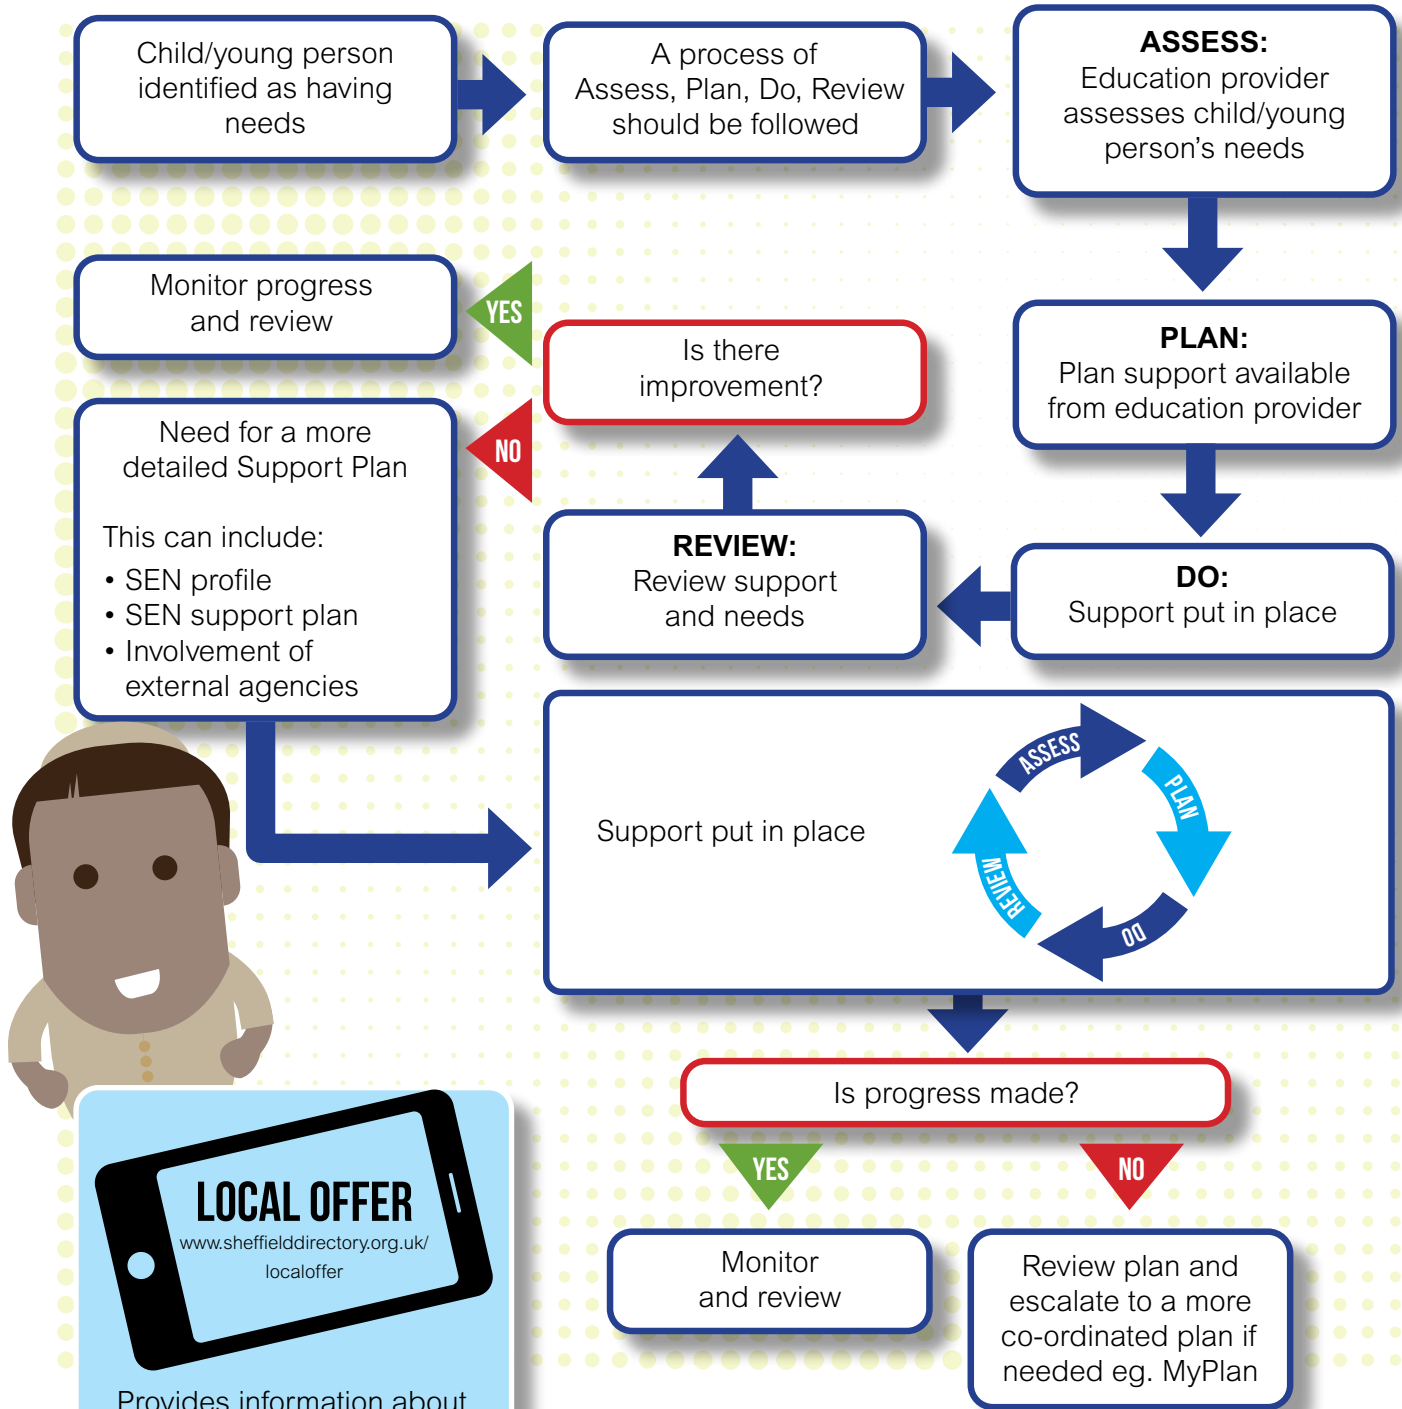 Child/young person
identified as having
needs
A process of
Assess, Plan, Do, Review
should be followed
ASSESS:
Education provider
assesses child/young
person's needs
PLAN:
Plan support available
from education provider
DO:
Support put in place
REVIEW:
Review support
and needs
Is there
improvement?
YES
Monitor progress
and review
NO
Need for a more
detailed Support Plan
This can include:
• SEN profile
• SEN support plan
• Involvement of
external agencies
Support put in place
ASSESS
PLAN
DO
REVIEW
Is progress made?
YES
NO
Monitor
and review
Review plan and
escalate to a more
co-ordinated plan if
needed eg. MyPlan
LOCAL OFFER
www.sheffielddirectory.org.uk/
localoffer
Provides information about